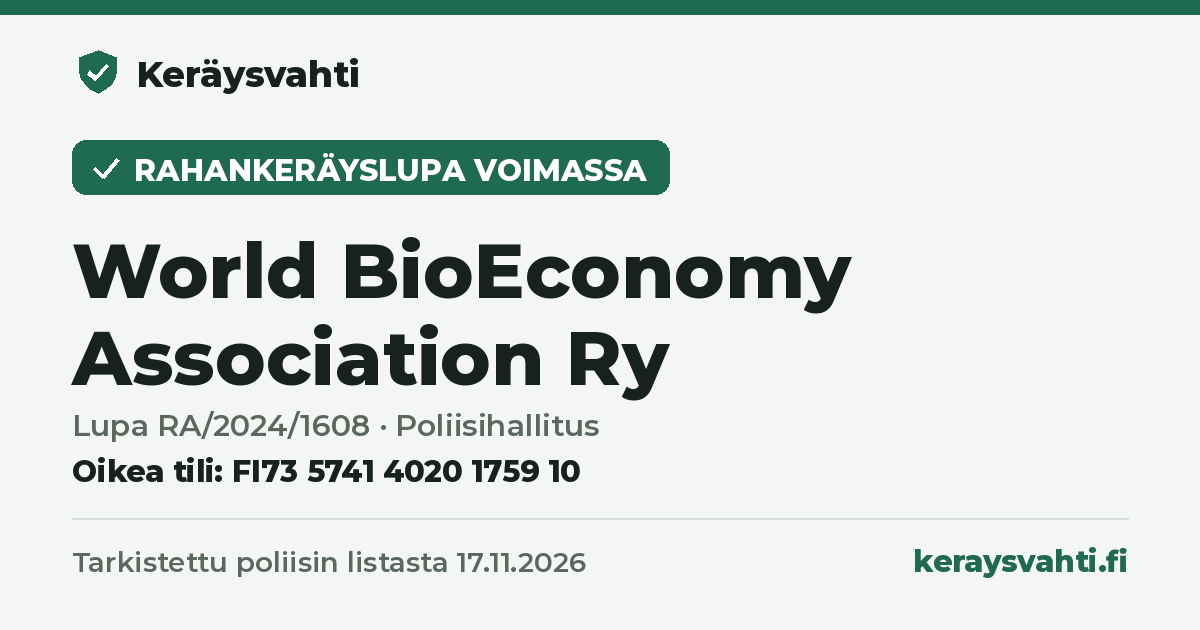 Keräysvahti
RAHANKERÄYSLUPA VOIMASSA
World BioEconomy
Association Ry
Lupa RA/2024/1608 · Poliisihallitus
Oikea tili: FI73 5741 4020 1759 10
Tarkistettu poliisin listasta 17.11.2026
keraysvahti.fi